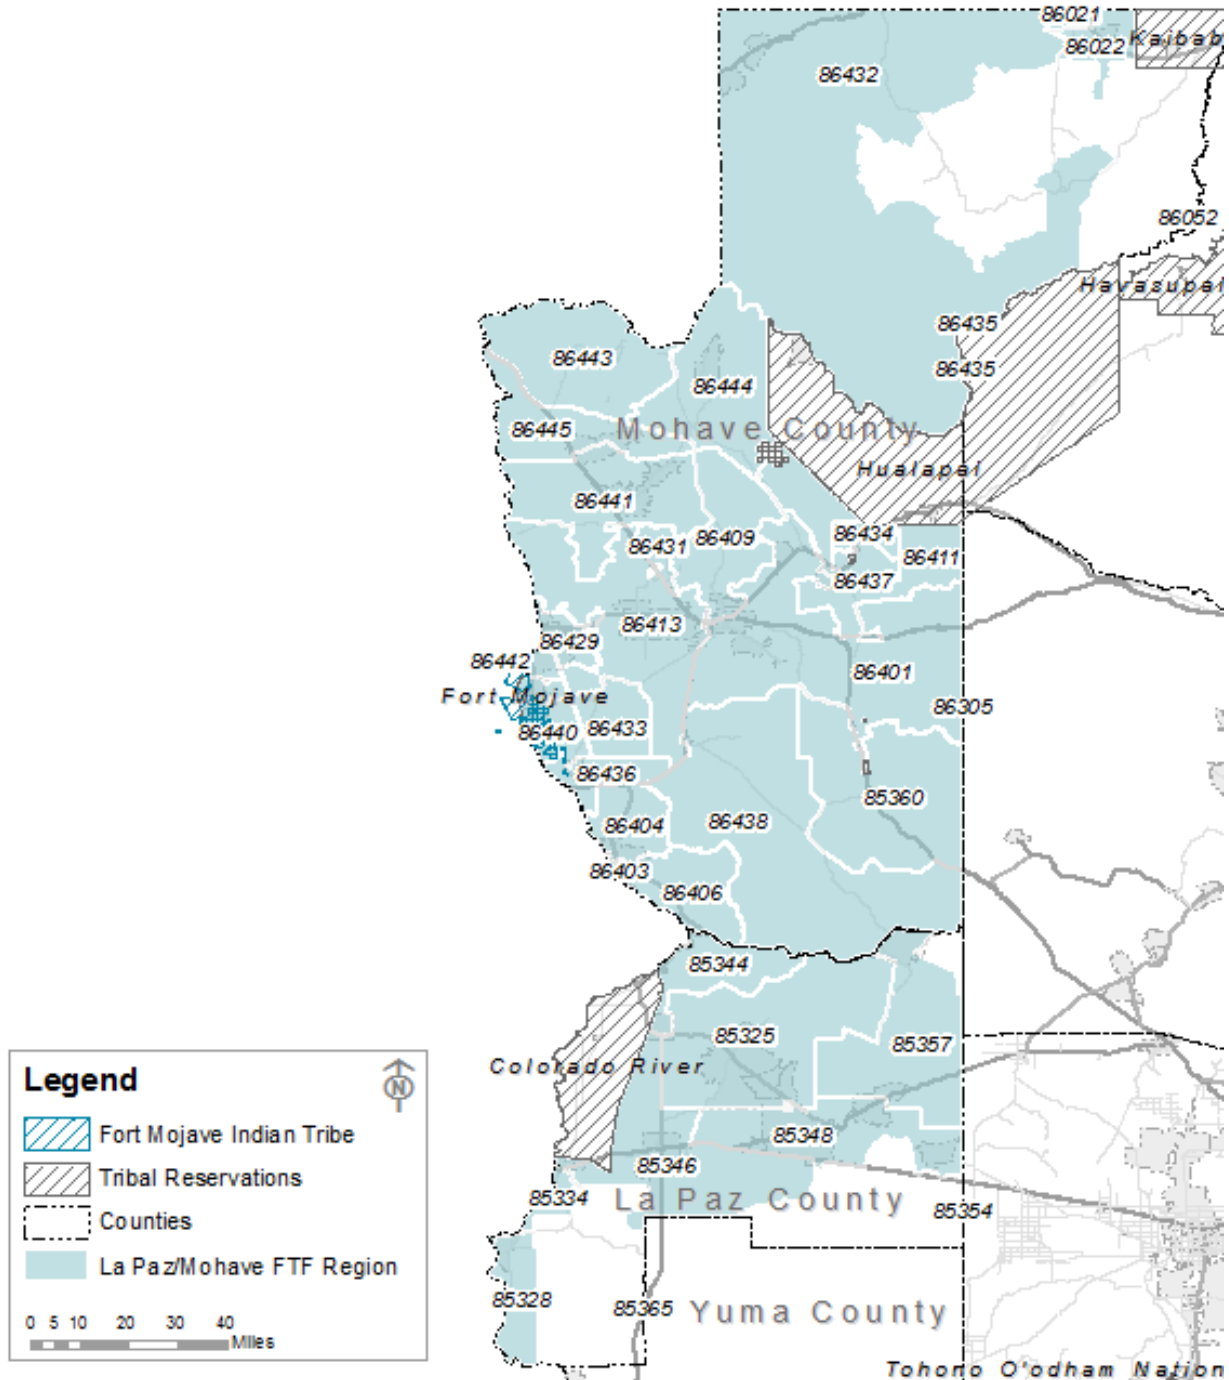 86021
Kaibab
86022
86432
86052
Havasupai
86435
86443
86435
86444
86445
Mohave County
Hualapai
86441
86434
86409
86431
86411
86437
86413
86429
86442
86401
Fort Mojave
86305
86433
86440
86436
85360
86438
86404
86403
86406
85344
85325
85357
Colorado River
85348
85346
85334
La Paz County
85354
85328
85365
Yuma County
Tohono O'odham Nation
Legend
N
Fort Mojave Indian Tribe
Tribal Reservations
Counties
La Paz/Mohave FTF Region
0 5 10 20 30 40
Miles